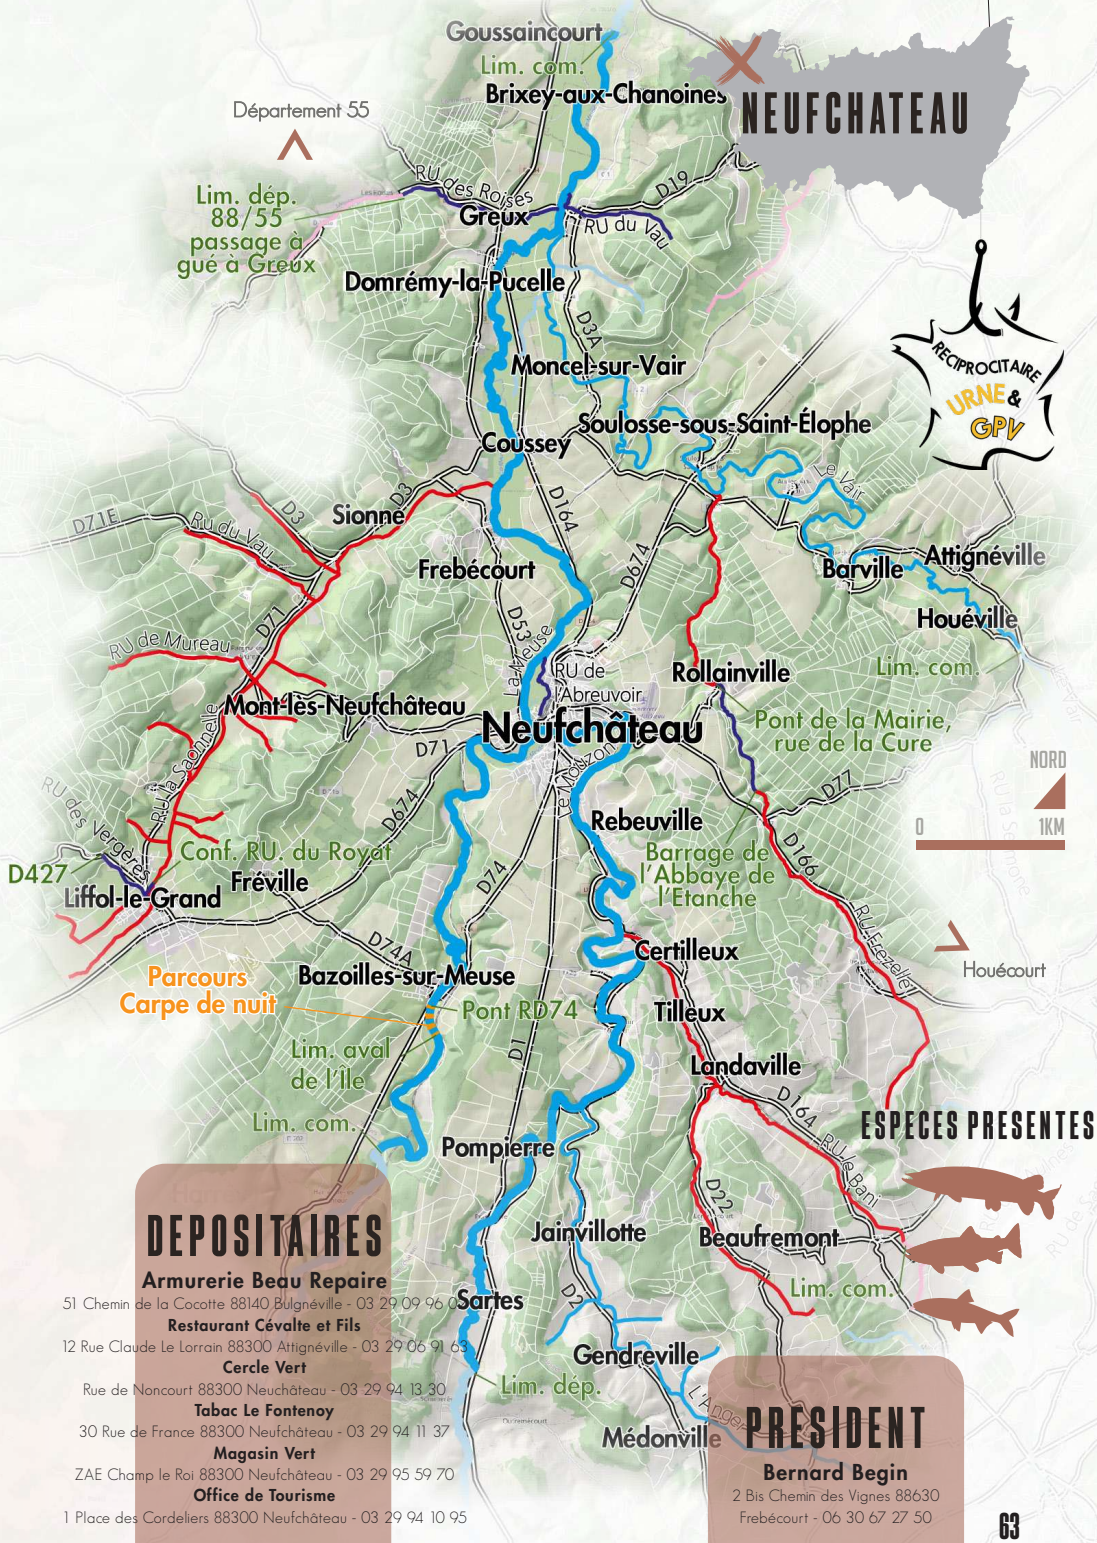 Goussaincourt
Lim. com.
Brixey-aux-Chanoines
NEUFCHATEAU
Département 55
RU des Roises
D19
Lim. dép.
88/55
passage à
gué à Greux
Greux
RU du Vau
Domrémy-la-Pucelle
D3A
RECIPROCITAIRE
URNE &
GPV
Moncel-sur-Vair
Soulosse-sous-Saint-Élophe
Coussey
Le Vair
D3
D3
D164
D71E
Ru du Vau
Sionne
Frebécourt
D674
Attignéville
Barville
Houéville
D71
D53
La Meuse
RU de Mureau
RU de
l'Abreuvoir
Rollainville
Lim. com.
Mont-lès-Neufchâteau
Neufchâteau
Pont de la Mairie,
rue de la Cure
D71
RU la Saonnelle
Le Mouzon
NORD
D77
0 1KM
RU des Vergères
D674
Rebeuville
D166
Conf. RU. du Royat
Barrage de
l'Abbaye de
l'Etanche
D427
Fréville
D74
Liffol-le-Grand
RU Frezelle
D74A
Certilleux
Houécourt
Parcours
Carpe de nuit
Bazoilles-sur-Meuse
Pont RD74
Tilleux
Lim. aval
de l'Île
D1
Landaville
Lim. com.
D164
ESPECES PRESENTES
Pompierre
RU le Bani
D22
DEPOSITAIRES
Jainvillotte
Beaufremont
Lim. com.
Armurerie Beau Repaire
51 Chemin de la Cocotte 88140 Bulgnéville - 03 29 09 96 0
Sartes
D2
Restaurant Cévalte et Fils
12 Rue Claude Le Lorrain 88300 Attignéville - 03 29 06 91 63
Gendreville
Cercle Vert
Rue de Noncourt 88300 Neuchâteau - 03 29 94 13 30
Lim. dép.
L'Anger
Tabac Le Fontenoy
30 Rue de France 88300 Neufchâteau - 03 29 94 11 37
Médonville
Magasin Vert
ZAE Champ le Roi 88300 Neufchâteau - 03 29 95 59 70
Office de Tourisme
1 Place des Cordeliers 88300 Neufchâteau - 03 29 94 10 95
PRESIDENT
Bernard Begin
2 Bis Chemin des Vignes 88630
Frebécourt - 06 30 67 27 50
63